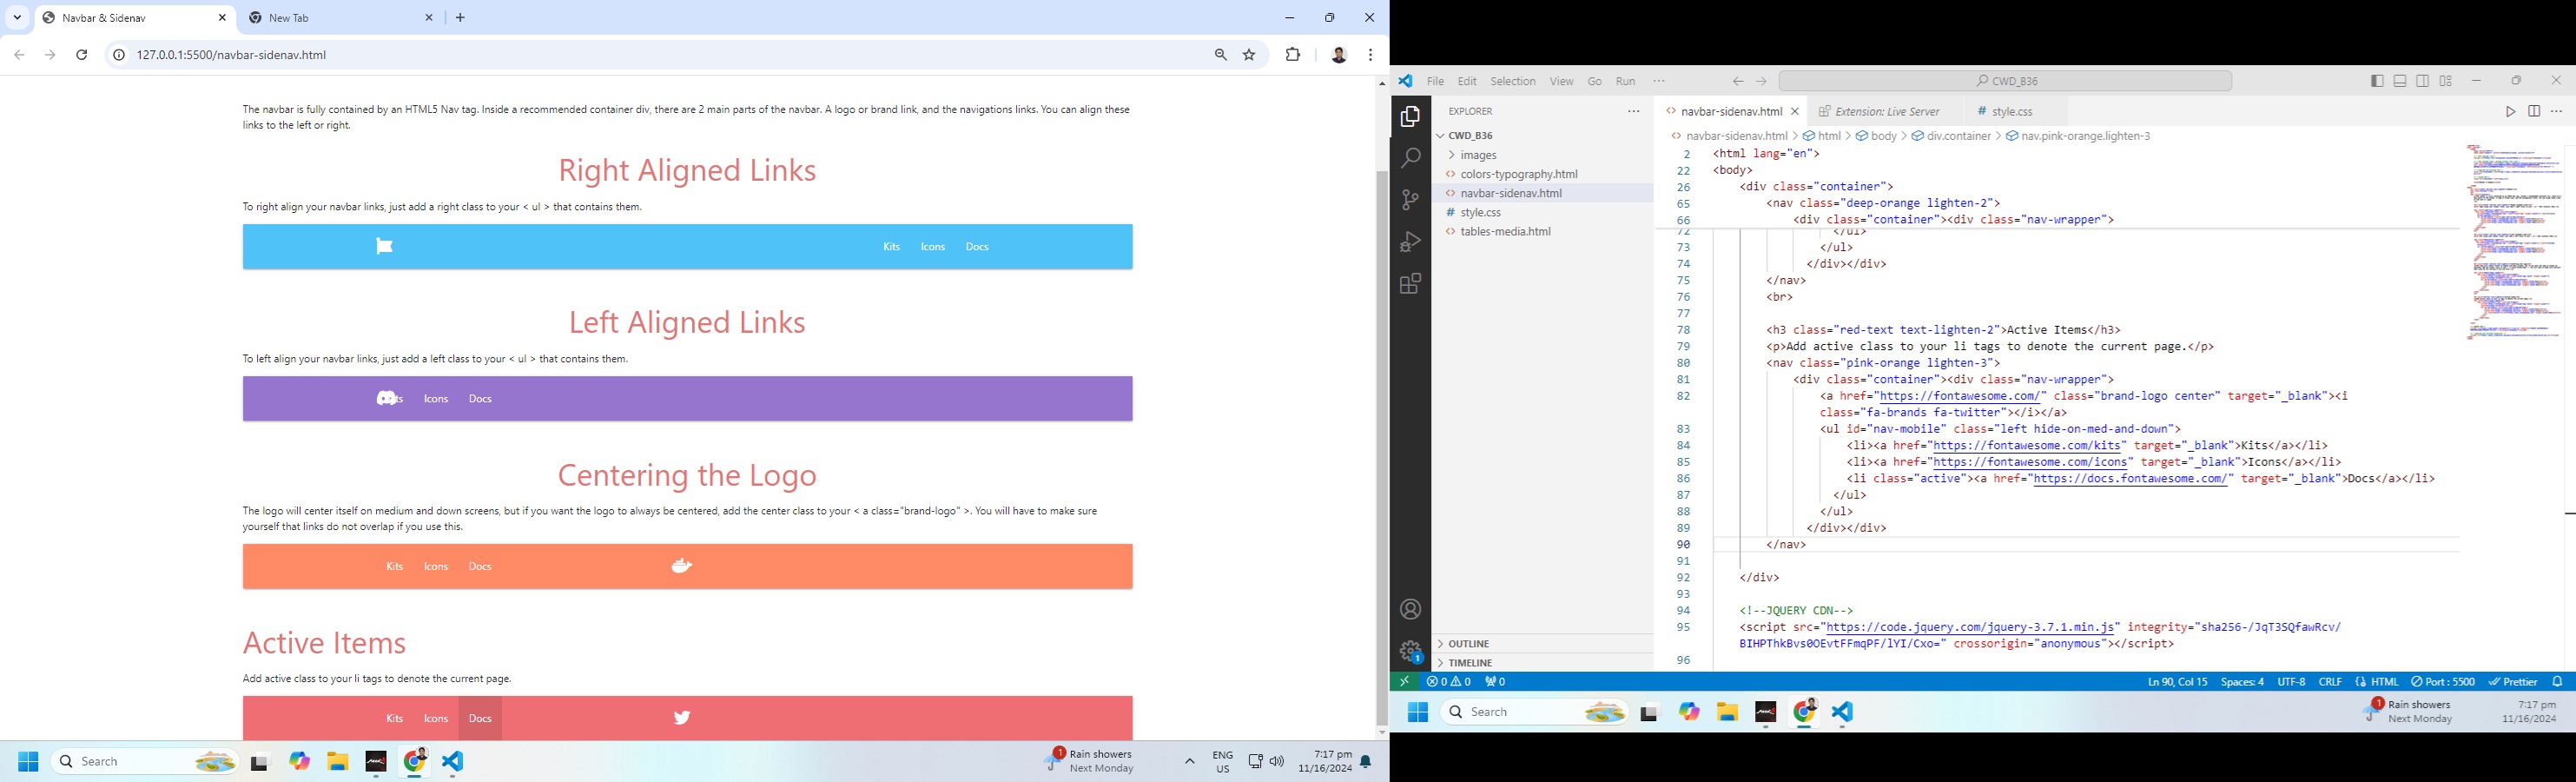 Navbar & Sidenav
New Tab
127.0.0.1:5500/navbar-sidenav.html
The navbar is fully contained by an HTML5 Nav tag. Inside a recommended container div, there are 2 main parts of the navbar. A logo or brand link, and the navigations links. You can align these
links to the left or right.
Right Aligned Links
To right align your navbar links, just add a right class to your < ul > that contains them.
Kits Icons Docs
Left Aligned Links
To left align your navbar links, just add a left class to your < ul > that contains them.
ts Icons Docs
Centering the Logo
The logo will center itself on medium and down screens, but if you want the logo to always be centered, add the center class to your < a class="brand-logo" >. You will have to make sure
yourself that links do not overlap if you use this.
Kits Icons Docs
Active Items
Add active class to your li tags to denote the current page.
Kits Icons Docs
Search
1
Rain showers
Next Monday
ENG
US
7:17 pm
11/16/2024
File Edit Selection View Go Run
CWD_B36
EXPLORER
CWD_B36
images
colors-typography.html
navbar-sidenav.html
# style.css
tables-media.html
OUTLINE
TIMELINE
1
navbar-sidenav.html
Extension: Live Server
# style.css
navbar-sidenav.html > html > body > div.container > nav.pink-orange.lighten-3
2 <html lang="en">
22 <body>
26 <div class="container">
65 <nav class="deep-orange lighten-2">
66 <div class="container"><div class="nav-wrapper">
72 </ul>
73 </ul>
74 </div></div>
75 </nav>
76 <br>
77
78 <h3 class="red-text text-lighten-2">Active Items</h3>
79 <p>Add active class to your li tags to denote the current page.</p>
80 <nav class="pink-orange lighten-3">
81 <div class="container"><div class="nav-wrapper">
82 <a href="https://fontawesome.com/" class="brand-logo center" target="_blank"><i
class="fa-brands fa-twitter"></i></a>
83 <ul id="nav-mobile" class="left hide-on-med-and-down">
84 <li><a href="https://fontawesome.com/kits" target="_blank">Kits</a></li>
85 <li><a href="https://fontawesome.com/icons" target="_blank">Icons</a></li>
86 <li class="active"><a href="https://docs.fontawesome.com/" target="_blank">Docs</a></li>
87 </ul>
88 </ul>
89 </div></div>
90 </nav>
91
92 </div>
93
94 <!--JQUERY CDN-->
95 <script src="https://code.jquery.com/jquery-3.7.1.min.js" integrity="sha256-/JqT3SQfawRcv/
BIHPThkBvs0OEvtFFmqPF/lYI/Cxo=" crossorigin="anonymous"></script>
96
0 0 0
Ln 90, Col 15 Spaces: 4 UTF-8 CRLF HTML Port : 5500 Prettier
Search
1
Rain showers
Next Monday
7:17 pm
11/16/2024